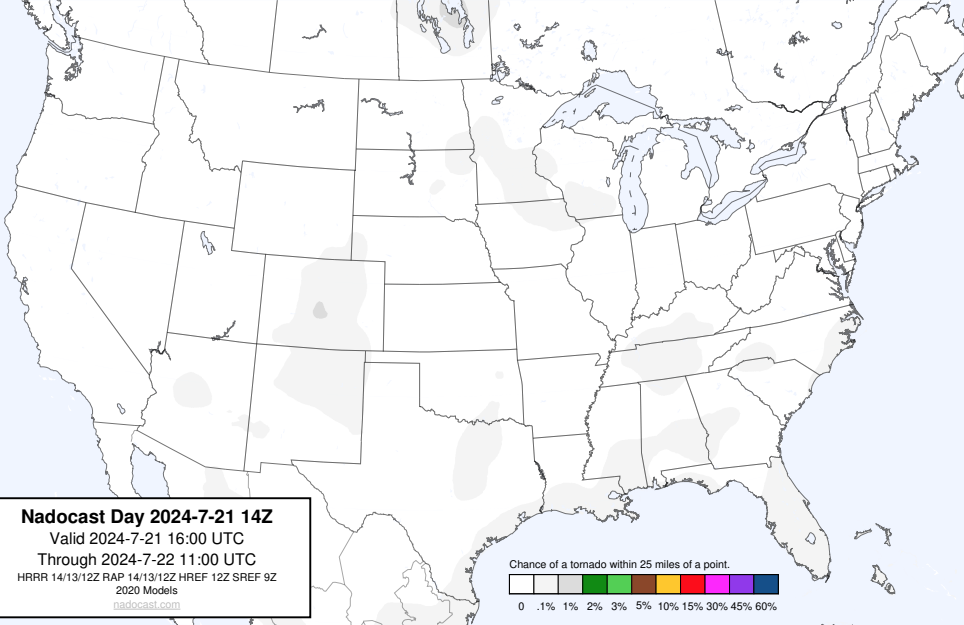 Nadocast Day 2024-7-21 14Z
Valid 2024-7-21 16:00 UTC
Through 2024-7-22 11:00 UTC
HRRR 14/13/12Z RAP 14/13/12Z HREF 12Z SREF 9Z
2020 Models
nadocast.com
Chance of a tornado within 25 miles of a point.
0 .1% 1% 2% 3% 5% 10% 15% 30% 45% 60%